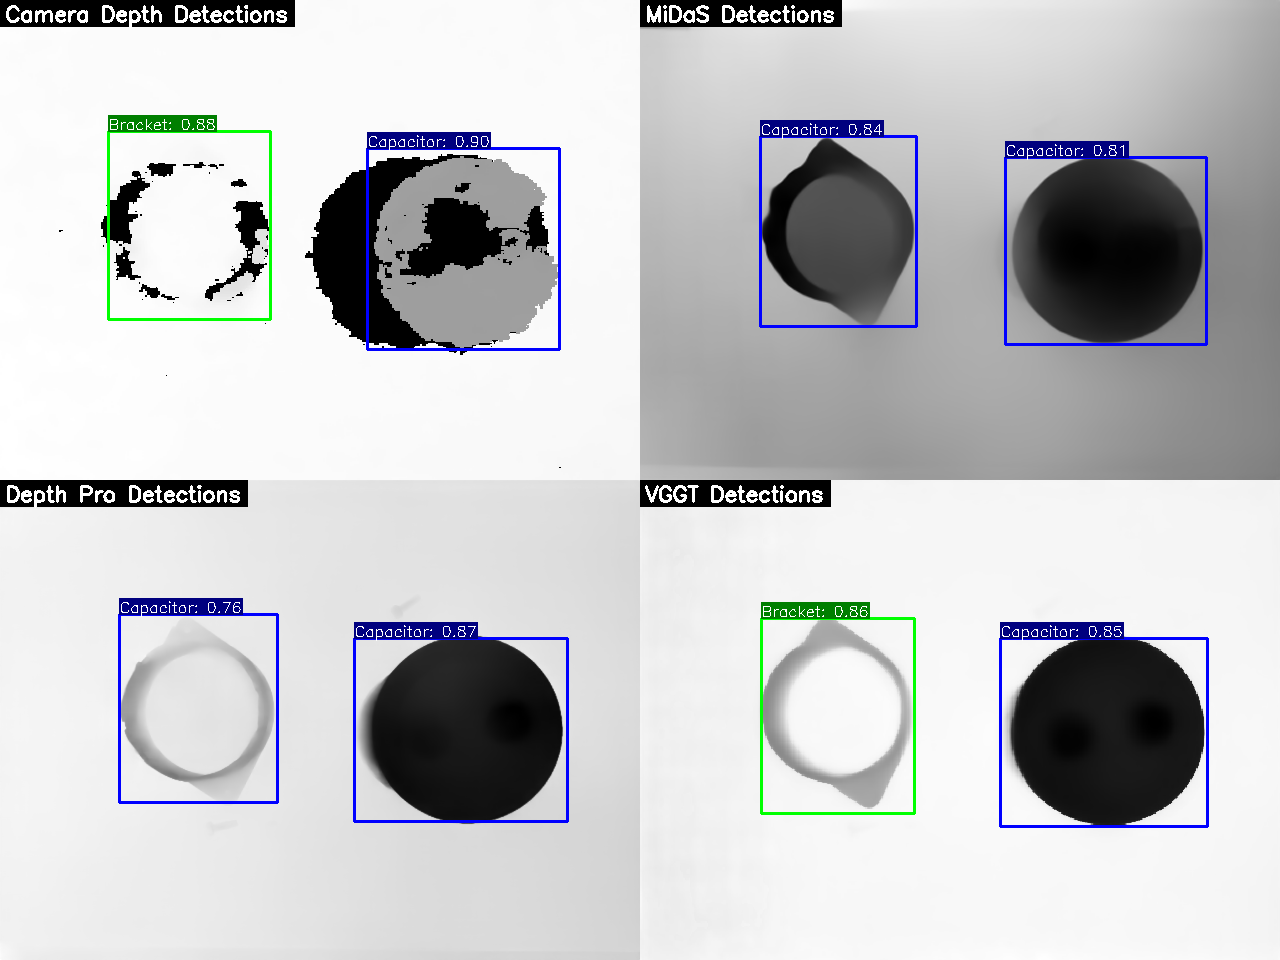 Camera Depth Detections
Bracket: 0.88
Capacitor: 0.90
MiDaS Detections
Capacitor: 0.84
Capacitor: 0.81
Depth Pro Detections
Capacitor: 0.76
Capacitor: 0.87
VGGT Detections
Bracket: 0.86
Capacitor: 0.85